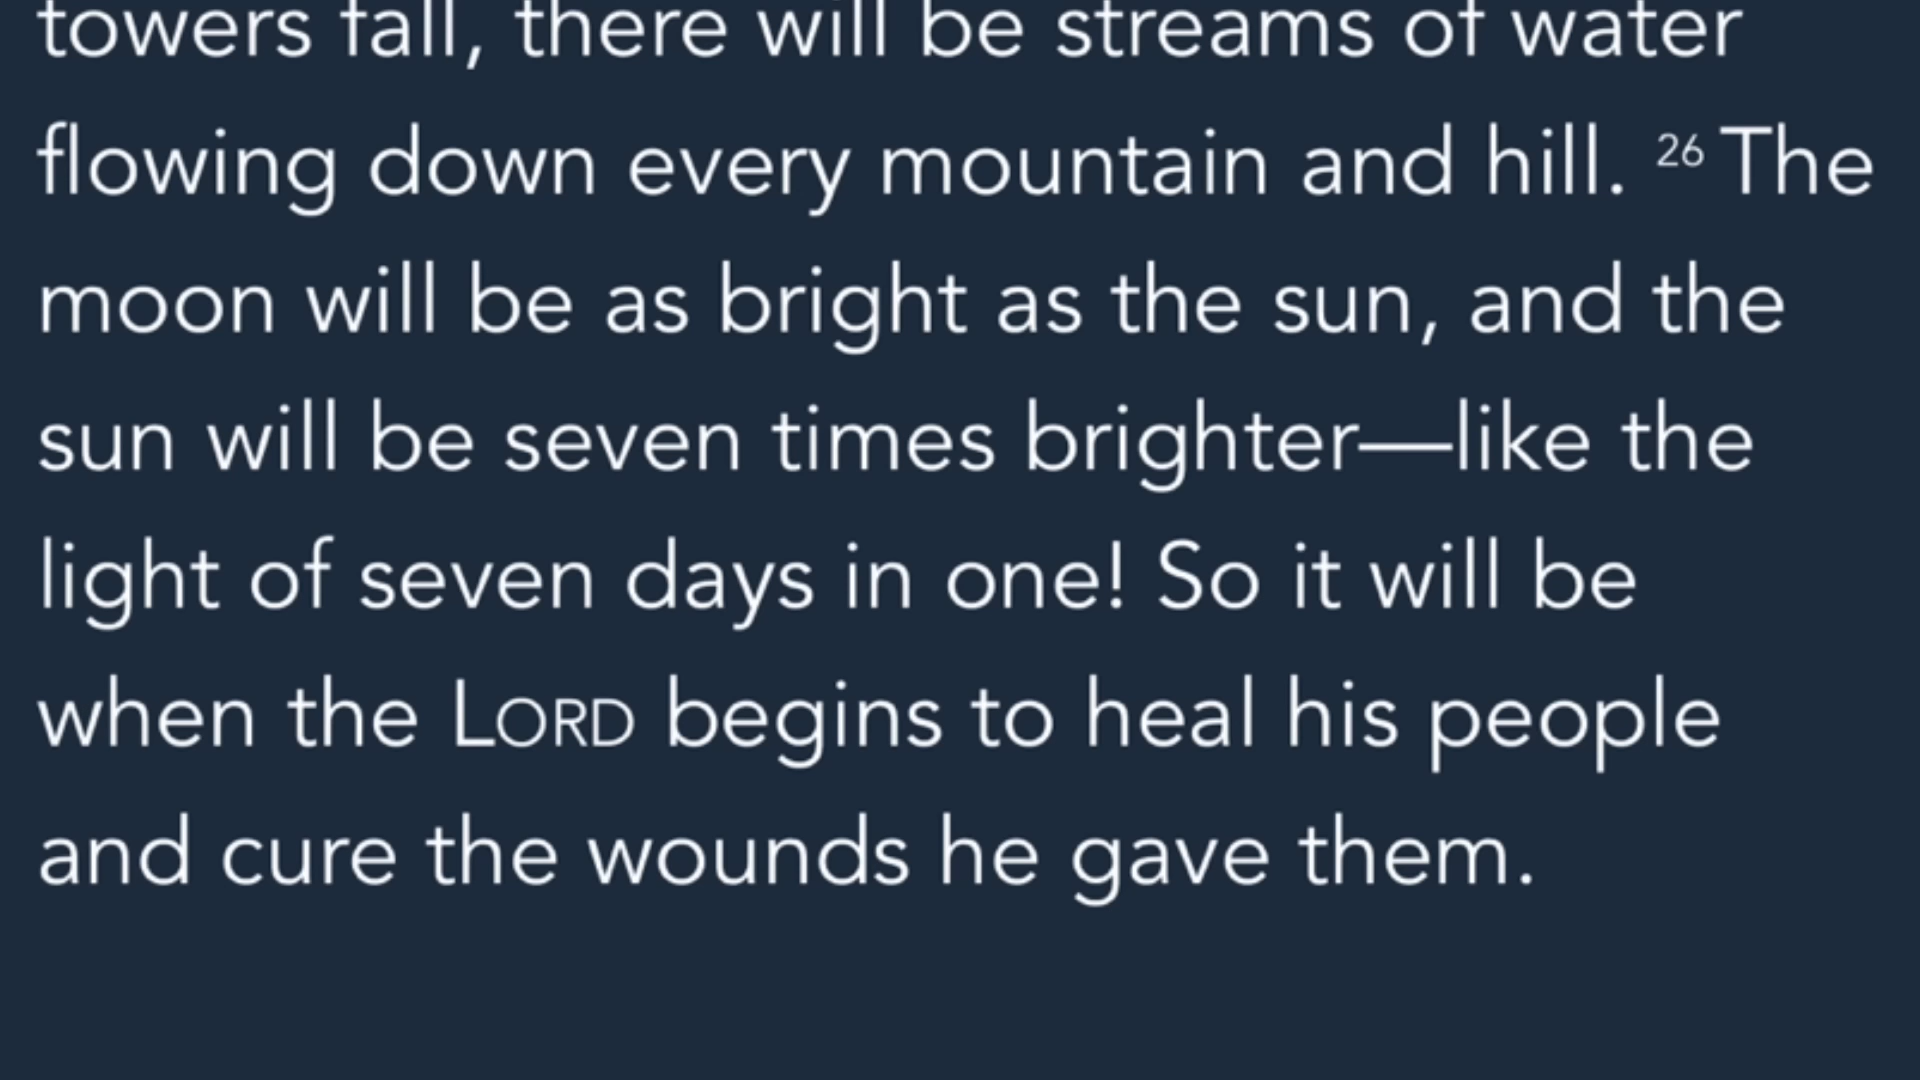 towers fall, there will be streams of water
flowing down every mountain and hill. 26 The
moon will be as bright as the sun, and the
sun will be seven times brighter—like the
light of seven days in one! So it will be
when the LORD begins to heal his people
and cure the wounds he gave them.